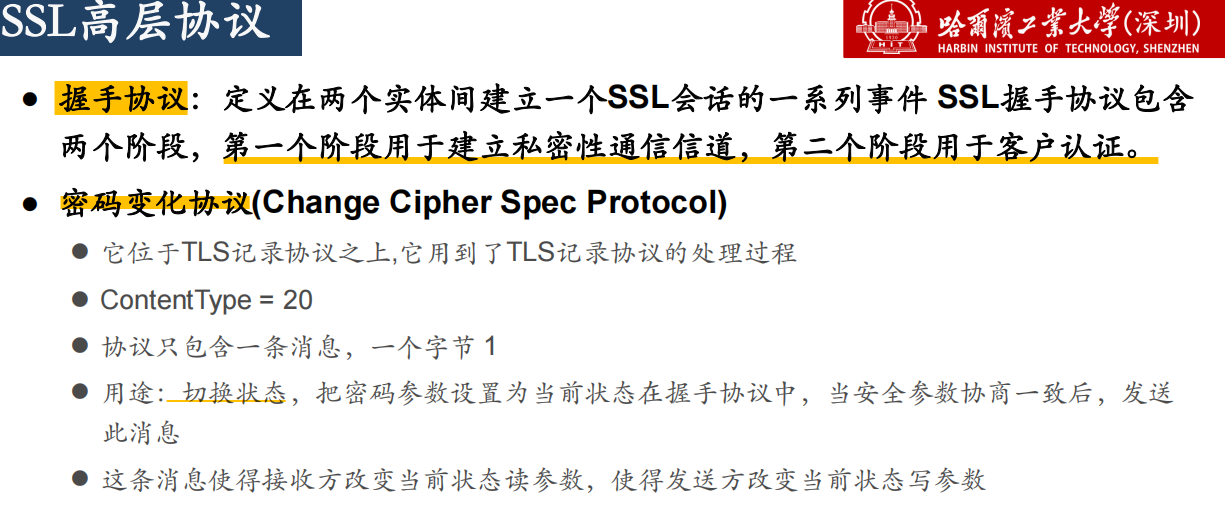 SSL高层协议
哈尔滨工业大学(深圳)
HARBIN INSTITUTE OF TECHNOLOGY, SHENZHEN
● 握手协议：定义在两个实体间建立一个SSL会话的一系列事件 SSL握手协议包含
两个阶段，第一个阶段用于建立私密性通信信道，第二个阶段用于客户认证。
● 密码变化协议(Change Cipher Spec Protocol)
● 它位于TLS记录协议之上,它用到了TLS记录协议的处理过程
● ContentType = 20
● 协议只包含一条消息，一个字节 1
● 用途：切换状态，把密码参数设置为当前状态在握手协议中，当安全参数协商一致后，发送
此消息
● 这条消息使得接收方改变当前状态读参数，使得发送方改变当前状态写参数